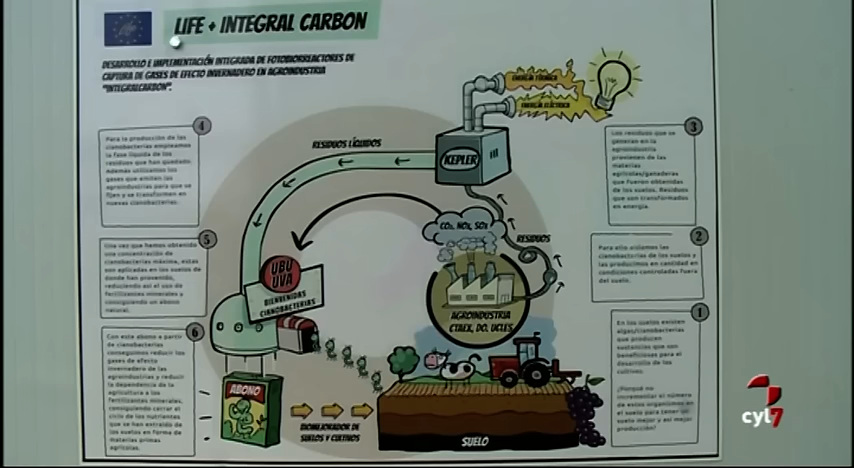 LIFE + INTEGRAL CARBON
DESARROLLO E IMPLEMENTACIÓN INTEGRADA DE FOTOBIORREACTORES DE
CAPTURA DE GASES DE EFECTO INVERNADERO EN AGROINDUSTRIA
"INTEGRALCARBON".
ENERGÍA TÉRMICA
ENERGÍA ELÉCTRICA
4
Para la producción de las
cianobacterias empleamos
la fase líquida de los
residuos que han quedado.
Además utilizamos los
gases que emiten las
agroindustrias para que se
fijen y se transformen en
nuevas cianobacterias.
RESIDUOS LÍQUIDOS
KEPLER
3
Los residuos que se
generan en la
agroindustria
provienen de las
materias
agrícolas/ganaderas
que fueron obtenidas
de los suelos. Residuos
que son transformados
en energía.
5
Una vez que hemos obtenido
una concentración de
cianobacterias máxima, estas
son aplicadas en los suelos de
donde han provenido,
reduciendo así el uso de
fertilizantes minerales y
consiguiendo un abono
natural.
CO₂, NOx, SOx
RESIDUOS
2
Para ello aislamos las
cianobacterias de los suelos y
las producimos en cantidad en
condiciones controladas fuera
del suelo.
UBU
UVA
BIENVENIDAS
CIANOBACTERIAS
AGROINDUSTRIA
CTAEX, DO. UCLES
6
Con este abono a partir
de cianobacterias
conseguimos reducir los
gases de efecto
invernadero de las
agroindustrias y reducir
la dependencia de la
agricultura a los
fertilizantes minerales,
consiguiendo cerrar el
ciclo de los nutrientes
que se han extraído de
los suelos en forma de
materias primas
agrícolas.
1
En los suelos existen
algas/cianobacterias
que producen
sustancias que son
beneficiosas para el
desarrollo de los
cultivos.
¿Porqué no
incrementar el número
de estos organismos en
el suelo para tener un
suelo mejor y así mejor
producción?
ABONO
BIOMEJORADOR DE
SUELOS Y CULTIVOS
SUELO
cyl7